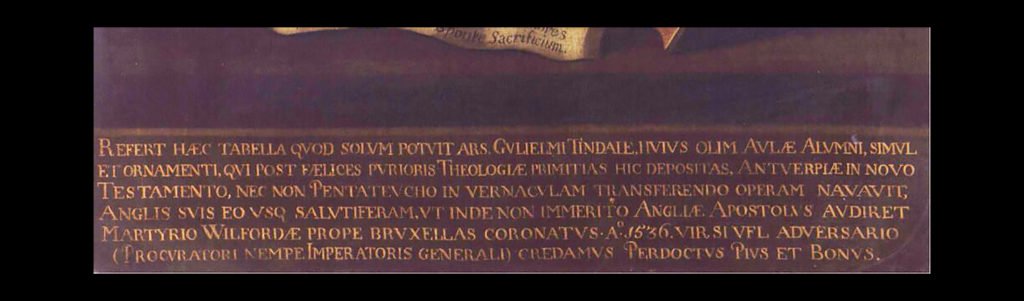 Sacrificium.
REFERT HÆC TABELLA QVOD SOLVM POTVIT ARS. GVLIELMI TINDALE, HVIVS OLIM AVLÆ ALVMNI, SIMVL
ET ORNAMENTI, QVI POST FÆLICES PVRIORIS THEOLOGIÆ PRIMITIAS HIC DEPOSITAS, ANTVERPIÆ IN NOVO
TESTAMENTO, NEC NON PENTATEVCHO IN VERNACVLAM TRANSFERENDO OPERAM NAVAVIT,
ANGLIS SVIS EO VSQ SALVTIFERAM, VT INDE NON IMMERITO ANGLIÆ APOSTOLVS AVDIRET
MARTYRIO WILFORDÆ PROPE BRVXELLAS CORONATVS. Aº. 1536. VIR SI VEL ADVERSARIO
(PROCVRATORI NEMPE IMPERATORIS GENERALI) CREDAMVS PERDOCTVS PIVS ET BONVS.